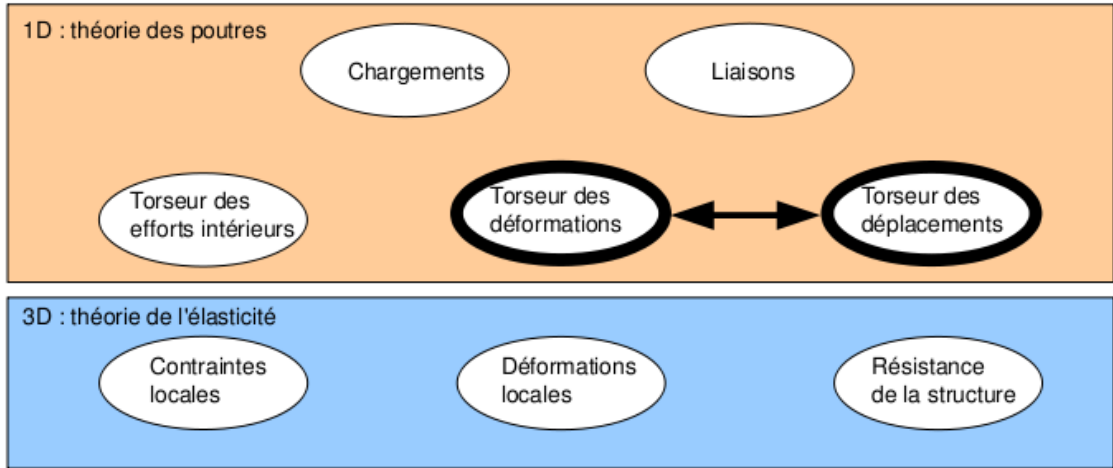 1D : théorie des poutres
Chargements
Liaisons
Torseur des
efforts intérieurs
Torseur des
déformations
Torseur des
déplacements
3D : théorie de l'élasticité
Contraintes
locales
Déformations
locales
Résistance
de la structure